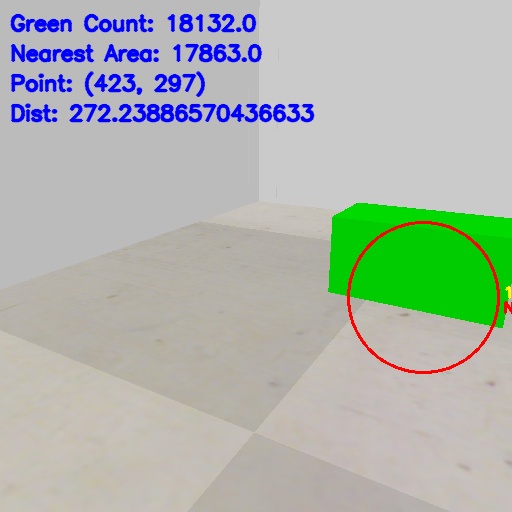 Green Count: 18132.0
Nearest Area: 17863.0
Point: (423, 297)
Dist: 272.23886570436633